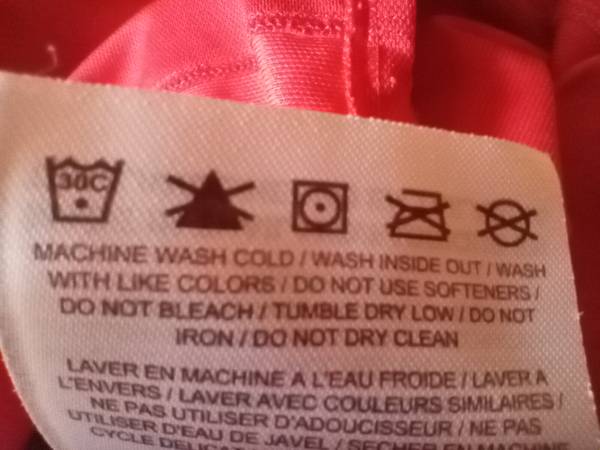 30C
MACHINE WASH COLD / WASH INSIDE OUT / WASH
WITH LIKE COLORS / DO NOT USE SOFTENERS /
DO NOT BLEACH / TUMBLE DRY LOW / DO NOT
IRON / DO NOT DRY CLEAN
LAVER EN MACHINE A L'EAU FROIDE / LAVER A
L'ENVERS / LAVER AVEC COULEURS SIMILAIRES /
NE PAS UTILISER D'ADOUCISSEUR / NE PAS
UTILISER D'EAU DE JAVEL / SECHER EN MACHINE
CYCLE